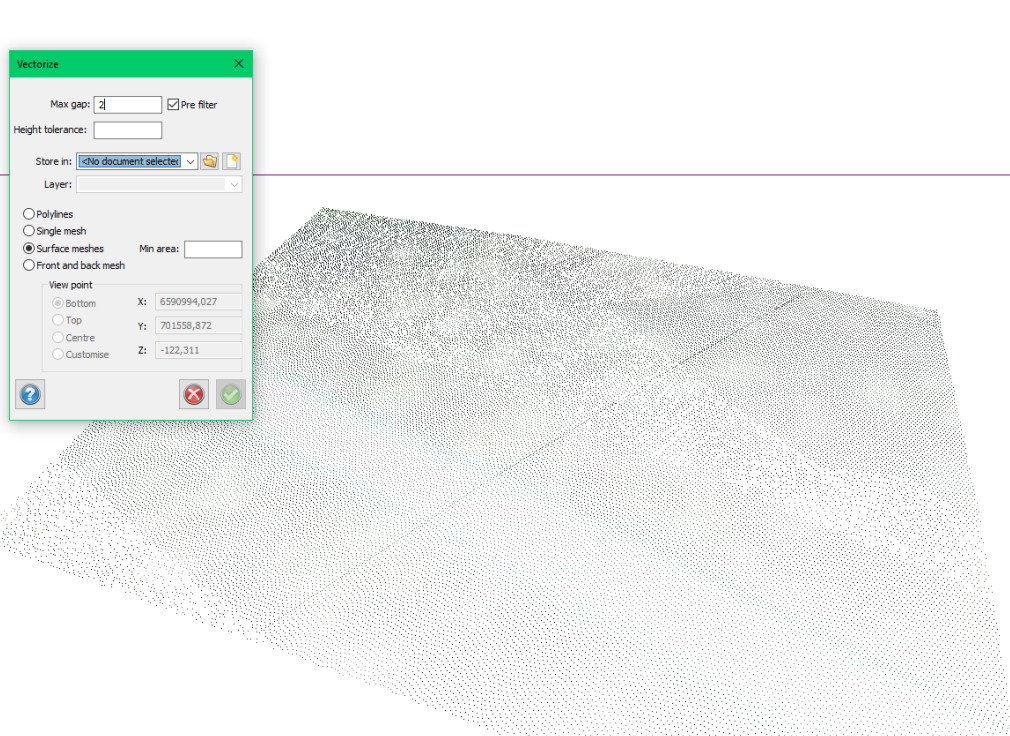 Vectorize
Max gap: 2 Pre filter
Height tolerance:
Store in: <No document selected
Layer:
Polylines
Single mesh
Surface meshes Min area:
Front and back mesh
View point
Bottom X: 6590994,027
Top Y: 701558,872
Centre
Customise Z: -122,311